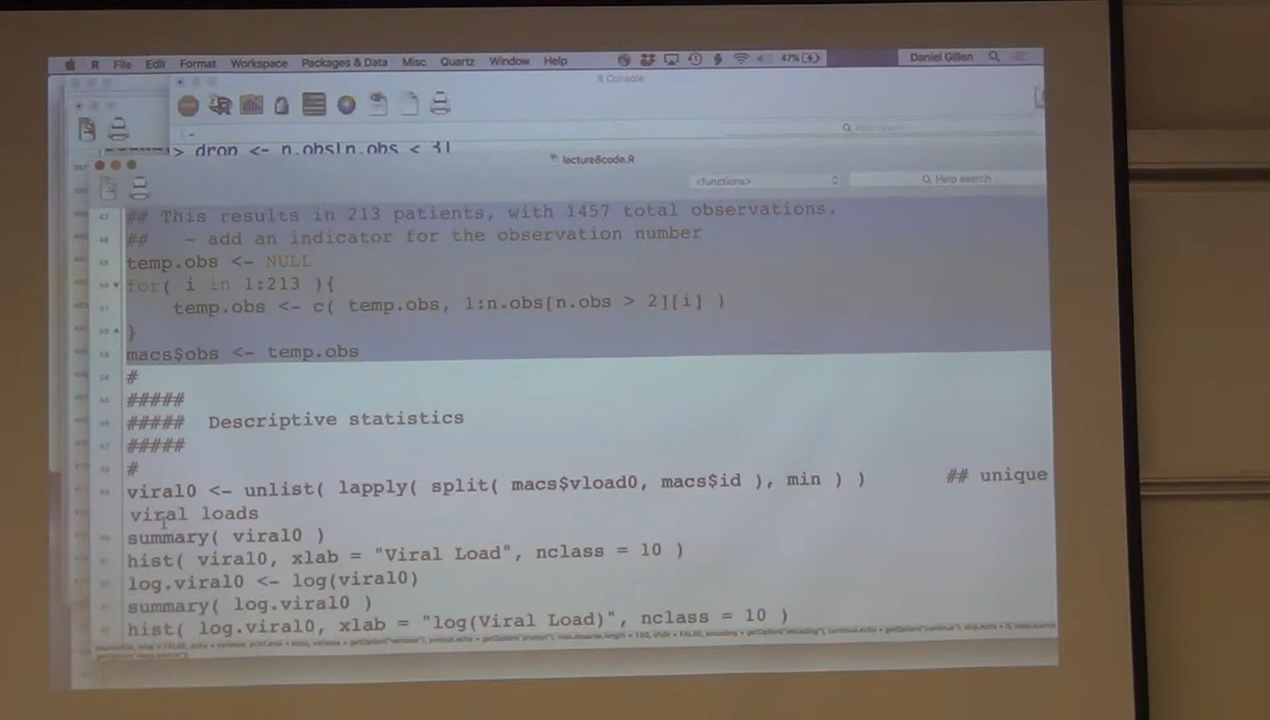 R File Edit Format Workspace Packages & Data Misc Quartz Window Help 47% Daniel Gillen
R Console
> drop <- n.obs[n.obs < 3]
lecture8code.R
<functions> Help search
## This results in 213 patients, with 1457 total observations.
## - add an indicator for the observation number
temp.obs <- NULL
for( i in 1:213 ){
temp.obs <- c( temp.obs, 1:n.obs[n.obs > 2][i] )
}
macs$obs <- temp.obs
#
#####
##### Descriptive statistics
#####
#
viral0 <- unlist( lapply( split( macs$vload0, macs$id ), min ) ) ## unique
viral loads
summary( viral0 )
hist( viral0, xlab = "Viral Load", nclass = 10 )
log.viral0 <- log(viral0)
summary( log.viral0 )
hist( log.viral0, xlab = "log(Viral Load)", nclass = 10 )